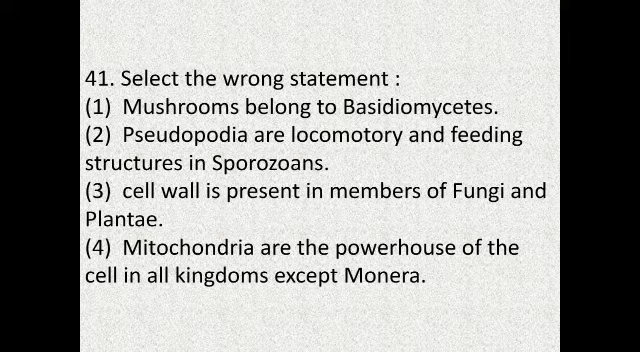 41. Select the wrong statement :
(1)  Mushrooms belong to Basidiomycetes.
(2)  Pseudopodia are locomotory and feeding
structures in Sporozoans.
(3)  cell wall is present in members of Fungi and
Plantae.
(4)  Mitochondria are the powerhouse of the
cell in all kingdoms except Monera.